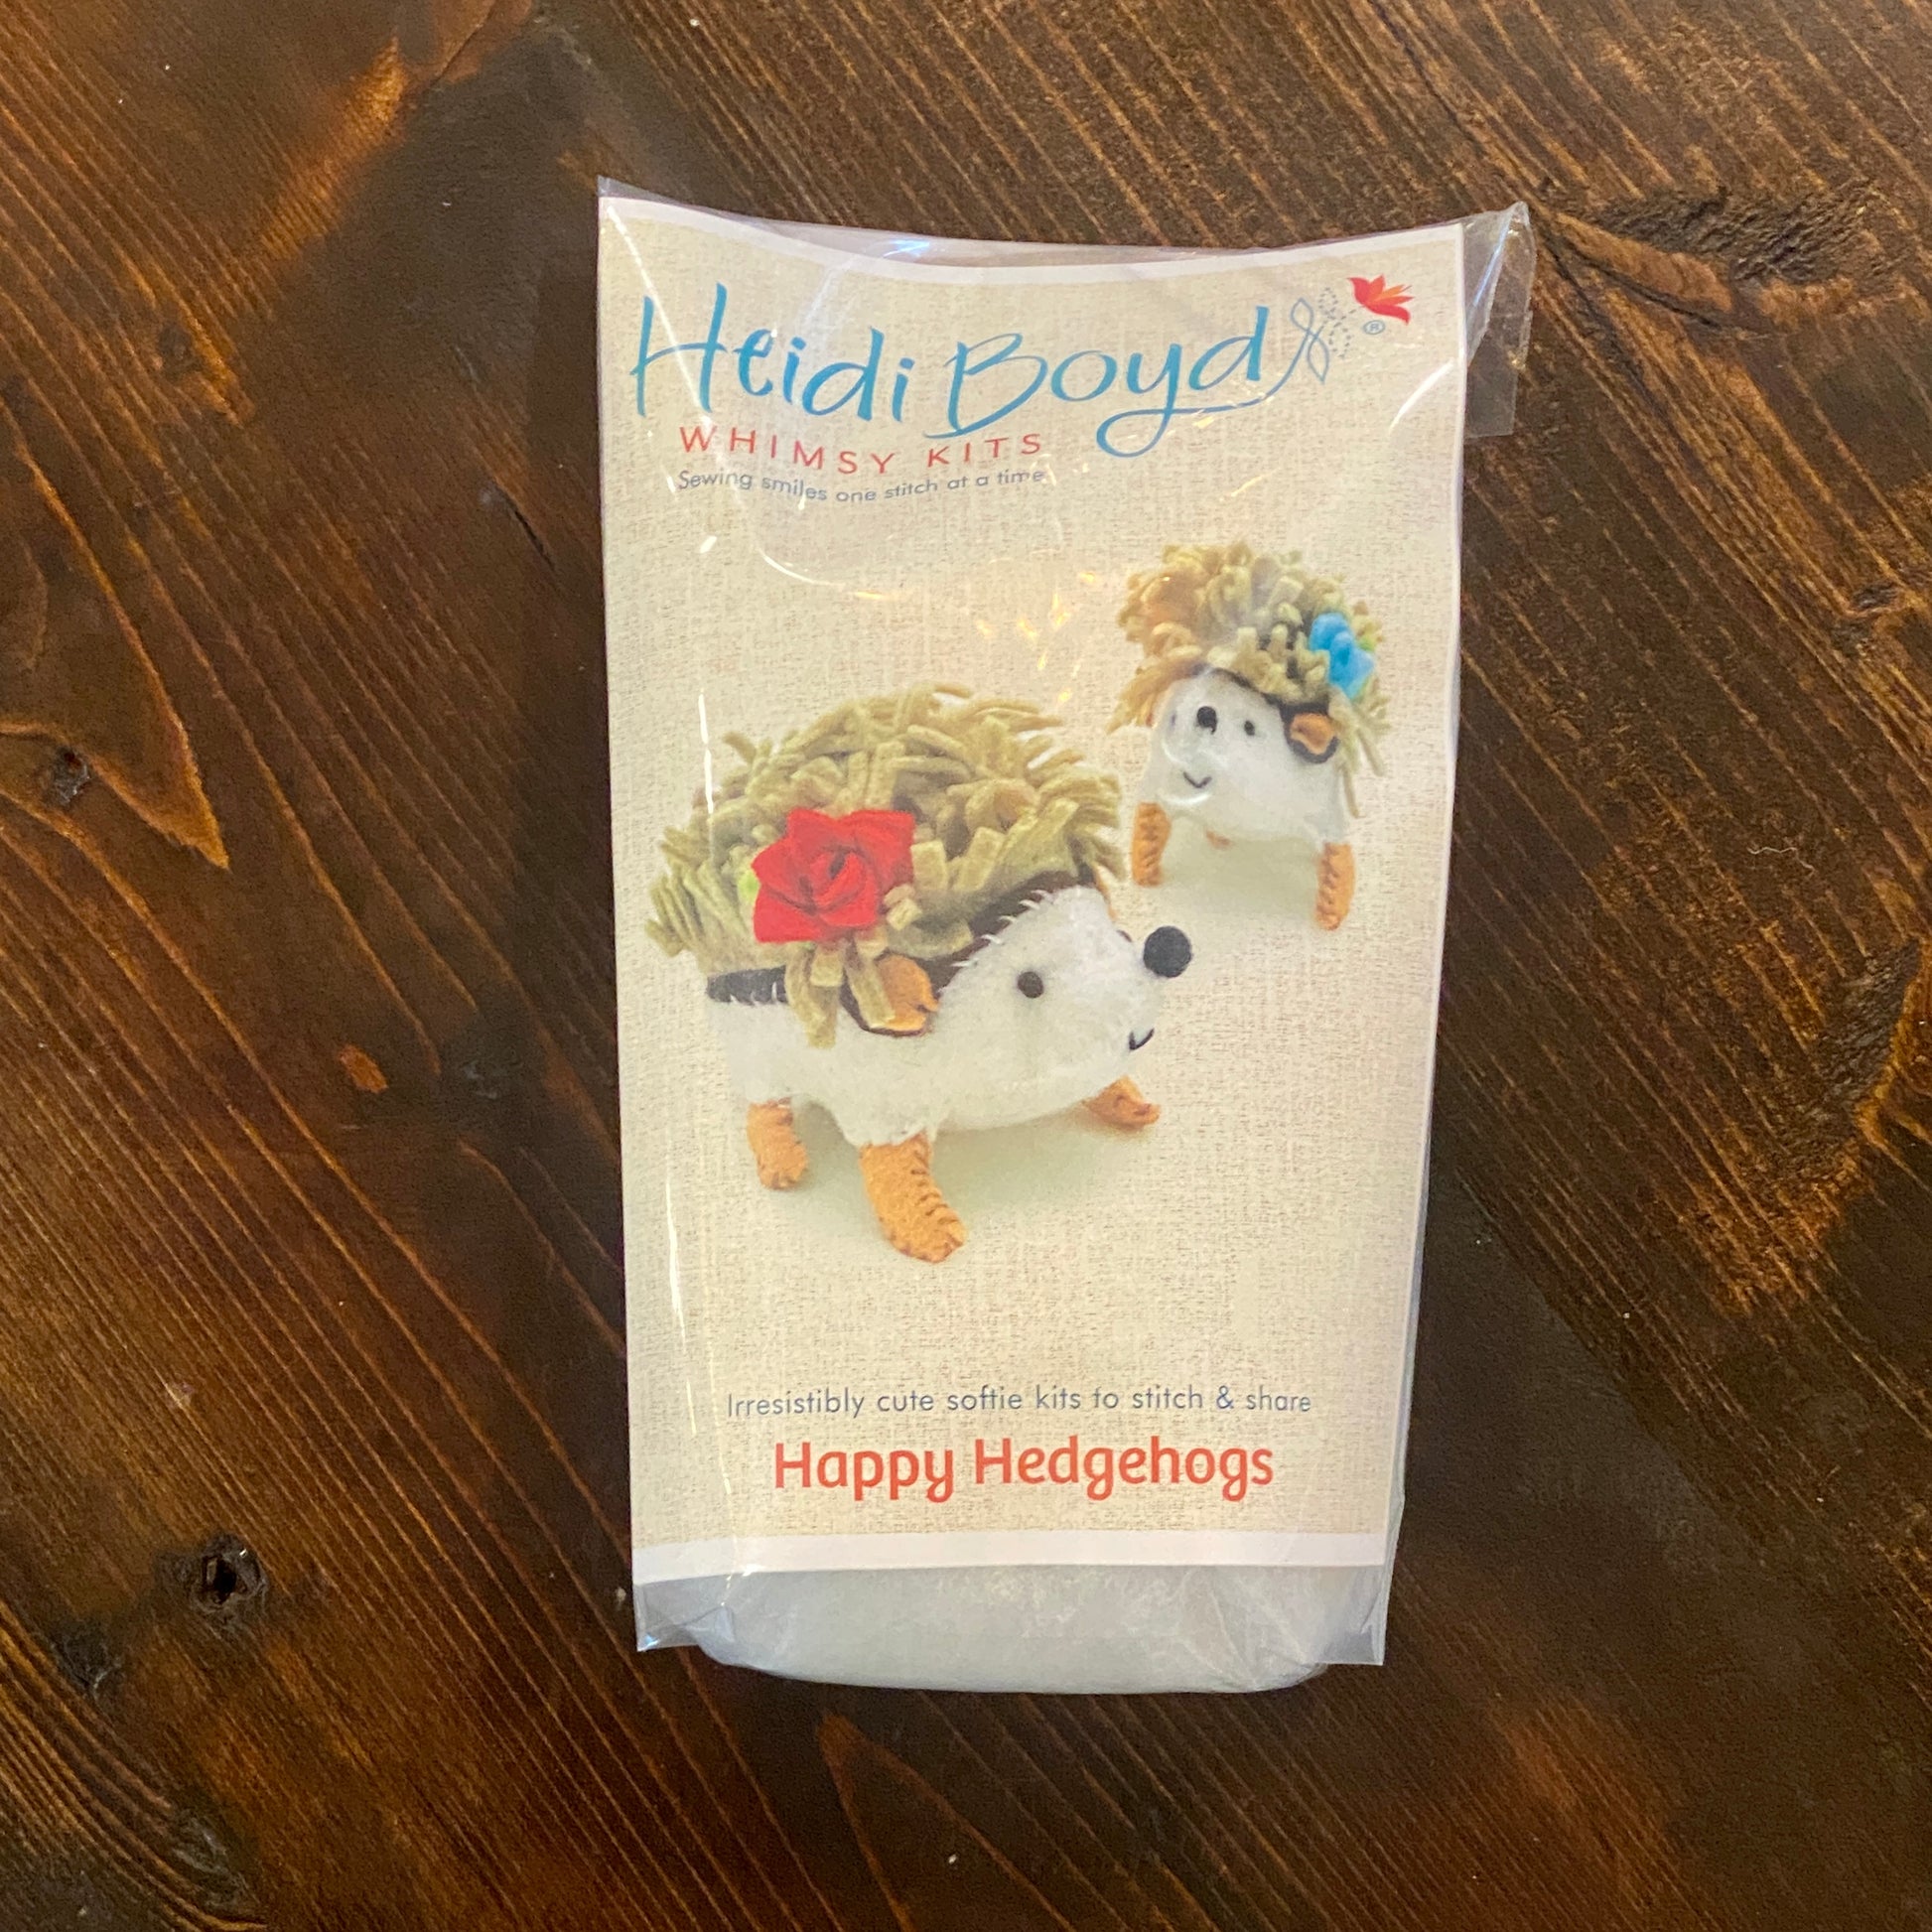 Heidi Boyd ®
WHIMSY KITS
Sewing smiles one stitch at a time
Irresistibly cute softie kits to stitch & share
Happy Hedgehogs